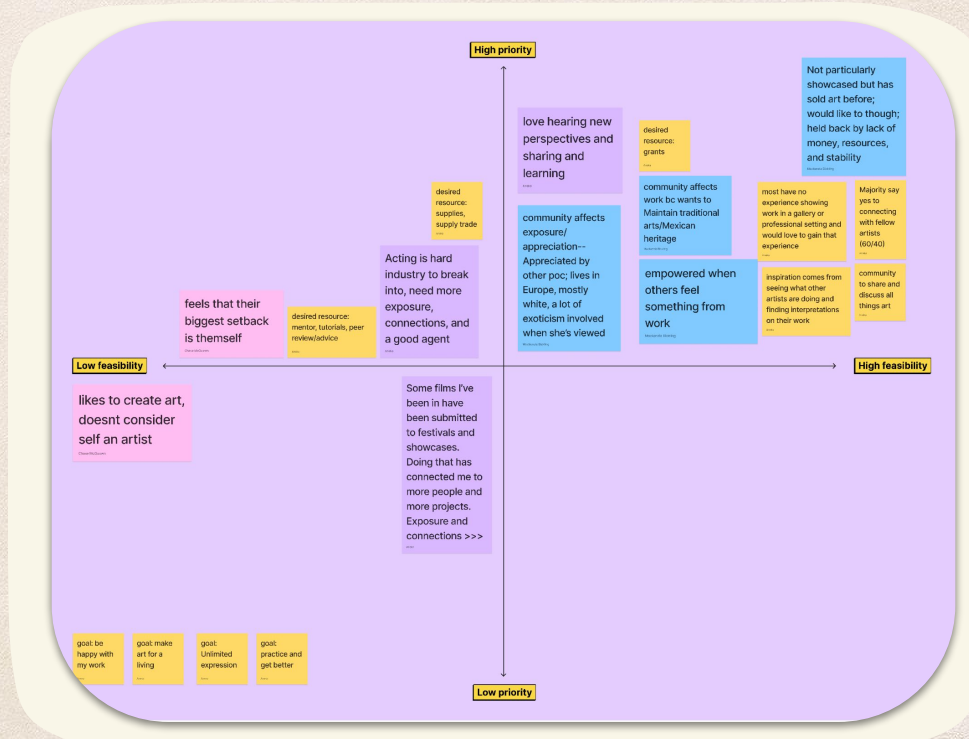 High priority
Not particularly
showcased but has
sold art before;
would like to though;
held back by lack of
money, resources,
and stability
love hearing new
perspectives and
sharing and
learning
desired
resource:
grants
desired
resource:
supplies,
supply trade
community affects
work bc wants to
Maintain traditional
arts/Mexican
heritage
most have no
experience showing
work in a gallery or
professional setting and
would love to gain that
experience
Majority say
yes to
connecting
with fellow
artists
(60/40)
community affects
exposure/
appreciation--
Appreciated by
other poc; lives in
Europe, mostly
white, a lot of
exoticism involved
when she's viewed
Acting is hard
industry to break
into, need more
exposure,
connections, and
a good agent
empowered when
others feel
something from
work
inspiration comes from
seeing what other
artists are doing and
finding interpretations
on their work
community
to share and
discuss all
things art
feels that their
biggest setback
is themself
desired resource:
mentor, tutorials, peer
review/advice
Low feasibility
High feasibility
likes to create art,
doesnt consider
self an artist
Some films I've
been in have
been submitted
to festivals and
showcases.
Doing that has
connected me to
more people and
more projects.
Exposure and
connections >>>
goal: be
happy with
my work
goal: make
art for a
living
goal:
Unlimited
expression
goal:
practice and
get better
Low priority